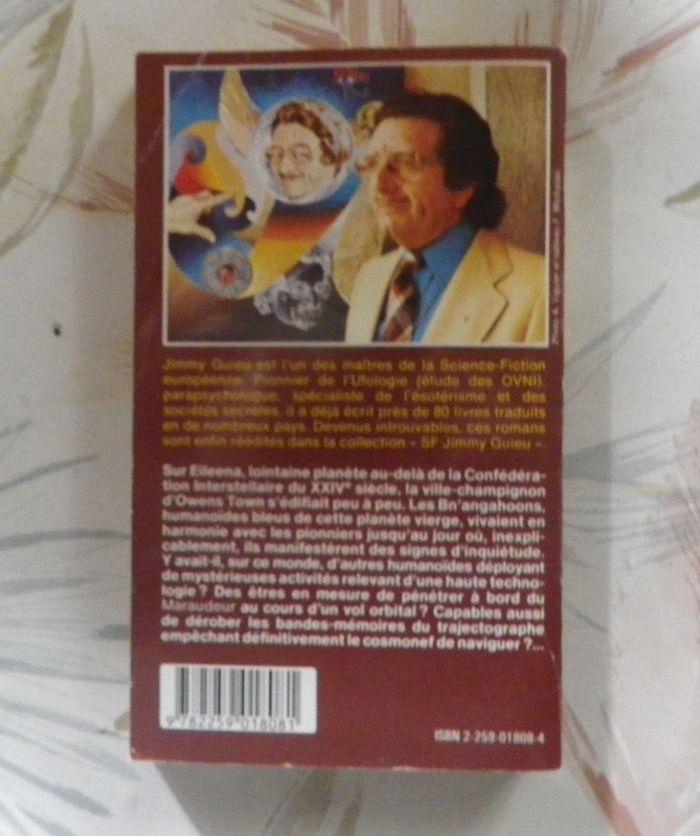 Jimmy Guieu est l'un des maîtres de la Science-Fiction
européenne. Pionnier de l'Ufologie (étude des OVNI),
parapsychologue, spécialiste de l'ésotérisme et des
sociétés secrètes, il a déjà écrit près de 80 livres traduits
en de nombreux pays. Devenus introuvables, ces romans
sont enfin réédités dans la collection « SF Jimmy Guieu ».
Sur Eileena, lointaine planète au-delà de la Confédéra-
tion Interstellaire du XXIVᵉ siècle, la ville-champignon
d'Owens Town s'édifiait peu à peu. Les Bn'angahoons,
humanoïdes bleus de cette planète vierge, vivaient en
harmonie avec les pionniers jusqu'au jour où, inexpli-
cablement, ils manifestèrent des signes d'inquiétude.
Y avait-il, sur ce monde, d'autres humanoïdes déployant
de mystérieuses activités relevant d'une haute techno-
logie ? Des êtres en mesure de pénétrer à bord du
Maraudeur au cours d'un vol orbital ? Capables aussi
de dérober les bandes-mémoires du trajectographe
empêchant définitivement le cosmonef de naviguer ?...
9 782259 018081
ISBN 2-259-01808-4